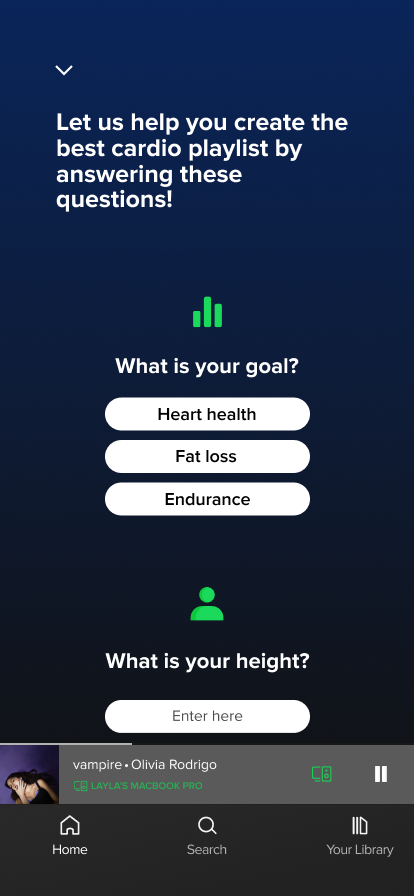 Let us help you create the
best cardio playlist by
answering these
questions!
What is your goal?
Heart health
Fat loss
Endurance
What is your height?
Enter here
vampire • Olivia Rodrigo
LAYLA'S MACBOOK PRO
Home
Search
Your Library